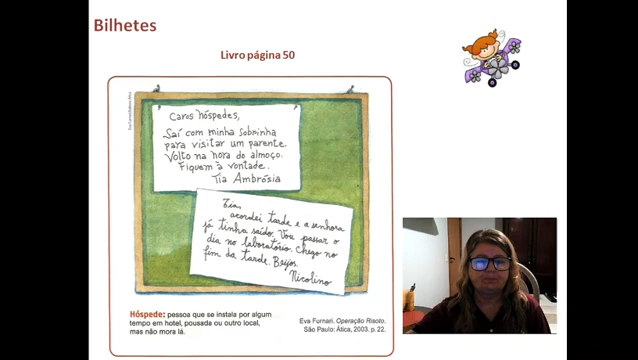 Bilhetes
Livro página 50
Caros hóspedes,
Saí com minha sobrinha
para visitar um parente.
Volto na hora do almoço.
Fiquem à vontade.
Tia Ambrósia
Tia,
acordei tarde e a senhora
já tinha saído. Vou passar o
dia no laboratório. Chego no
fim da tarde. Beijos.
Nicolino
Hóspede: pessoa que se instala por algum
tempo em hotel, pousada ou outro local,
mas não mora lá.
Eva Furnari. Operação Risoto.
São Paulo: Ática, 2003. p. 22.